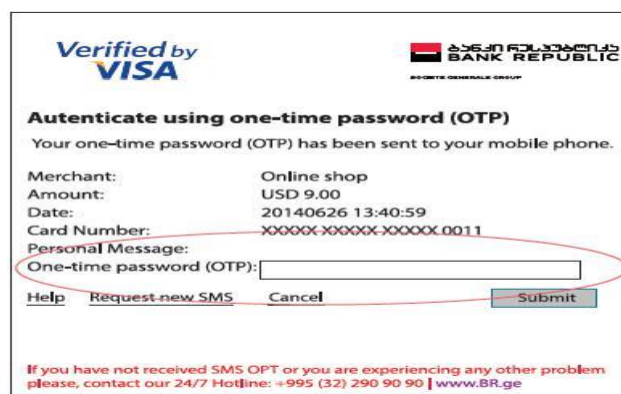 Verified by
VISA
ბანკი რესპუბლიკა
BANK REPUBLIC
SOCIETE GENERALE GROUP
Autenticate using one-time password (OTP)
Your one-time password (OTP) has been sent to your mobile phone.
Merchant: Online shop
Amount: USD 9.00
Date: 20140626 13:40:59
Card Number: XXXXX XXXXX XXXXX 0011
Personal Message:
One-time password (OTP):
Help Request new SMS Cancel Submit
If you have not received SMS OPT or you are experiencing any other problem
please, contact our 24/7 Hotline: +995 (32) 290 90 90 | www.BR.ge